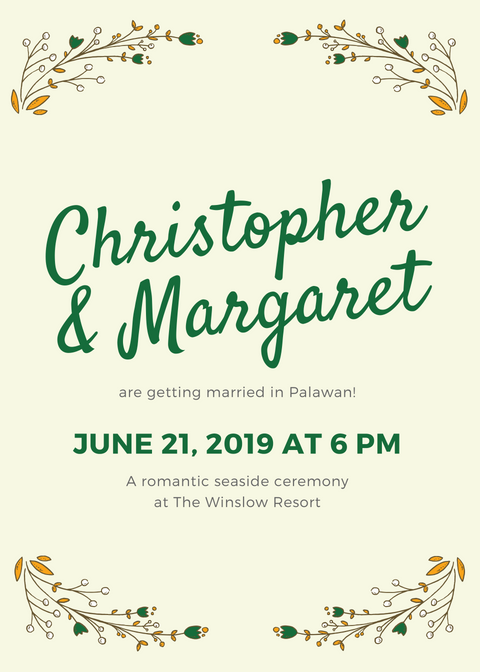 Christopher
& Margaret
are getting married in Palawan!
JUNE 21, 2019 AT 6 PM
A romantic seaside ceremony
at The Winslow Resort